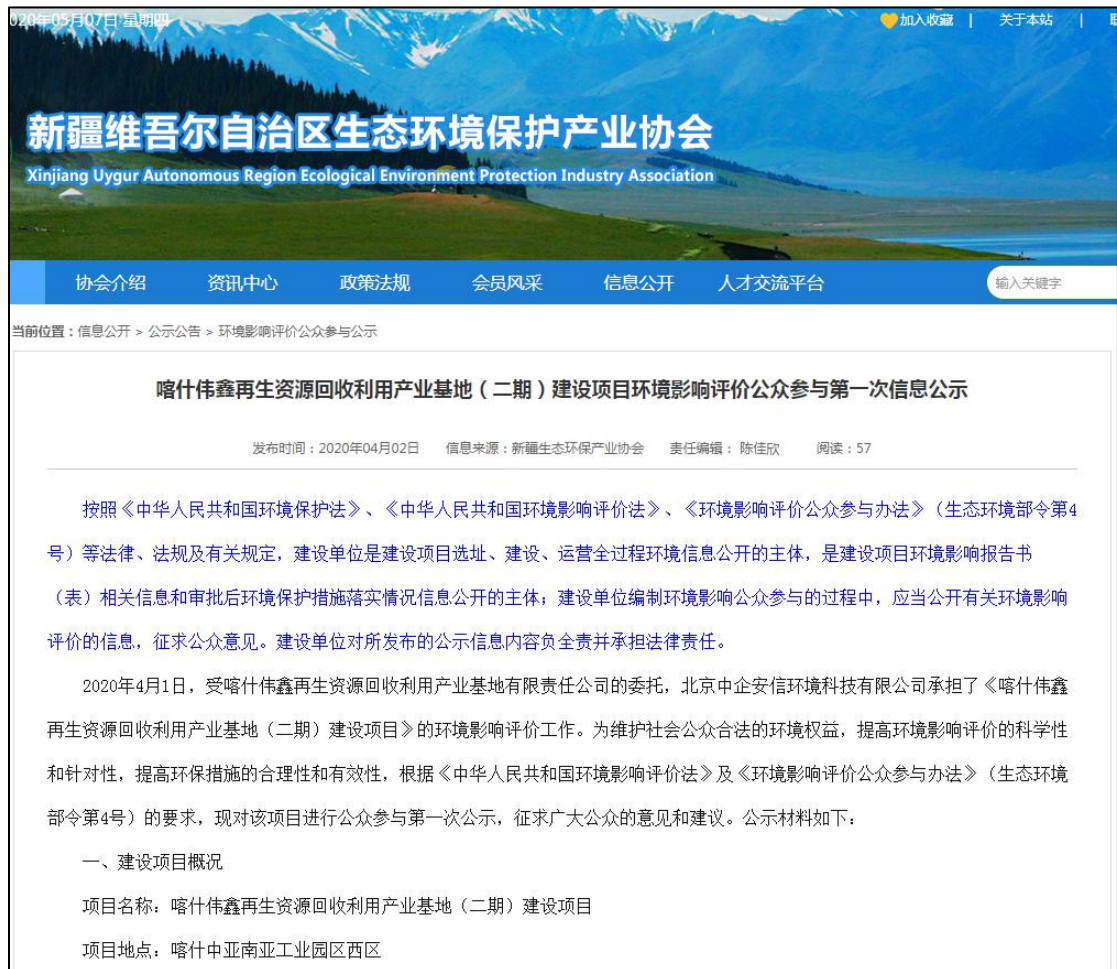 020年05月07日 星期四
加入收藏 | 关于本站 |
新疆维吾尔自治区生态环境保护产业协会
Xinjiang Uygur Autonomous Region Ecological Environment Protection Industry Association
协会介绍 资讯中心 政策法规 会员风采 信息公开 人才交流平台 输入关键字
当前位置：信息公开 > 公示公告 > 环境影响评价公众参与公示
喀什伟鑫再生资源回收利用产业基地（二期）建设项目环境影响评价公众参与第一次信息公示
发布时间：2020年04月02日 信息来源：新疆生态环保产业协会 责任编辑： 陈佳欣 阅读：57
按照《中华人民共和国环境保护法》、《中华人民共和国环境影响评价法》、《环境影响评价公众参与办法》（生态环境部令第4
号）等法律、法规及有关规定，建设单位是建设项目选址、建设、运营全过程环境信息公开的主体，是建设项目环境影响报告书
（表）相关信息和审批后环境保护措施落实情况信息公开的主体；建设单位编制环境影响公众参与的过程中，应当公开有关环境影响
评价的信息，征求公众意见。建设单位对所发布的公示信息内容负全责并承担法律责任。
2020年4月1日，受喀什伟鑫再生资源回收利用产业基地有限责任公司的委托，北京中企安信环境科技有限公司承担了《喀什伟鑫
再生资源回收利用产业基地（二期）建设项目》的环境影响评价工作。为维护社会公众合法的环境权益，提高环境影响评价的科学性
和针对性，提高环保措施的合理性和有效性，根据《中华人民共和国环境影响评价法》及《环境影响评价公众参与办法》（生态环境
部令第4号）的要求，现对该项目进行公众参与第一次公示，征求广大公众的意见和建议。公示材料如下：
一、建设项目概况
项目名称：喀什伟鑫再生资源回收利用产业基地（二期）建设项目
项目地点：喀什中亚南亚工业园区西区